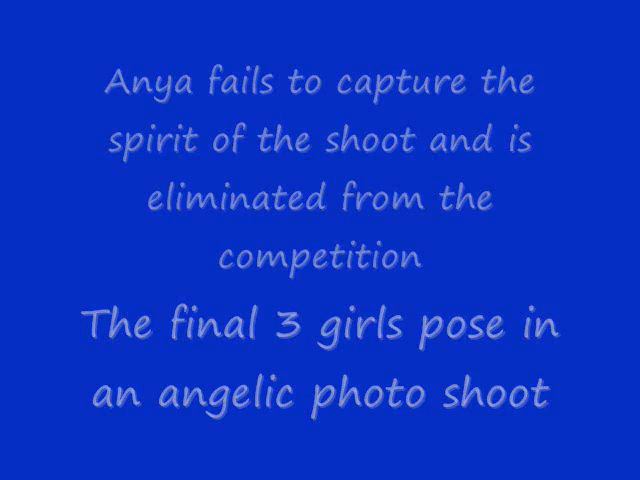 Anya fails to capture the
spirit of the shoot and is
eliminated from the
competition
The final 3 girls pose in
an angelic photo shoot